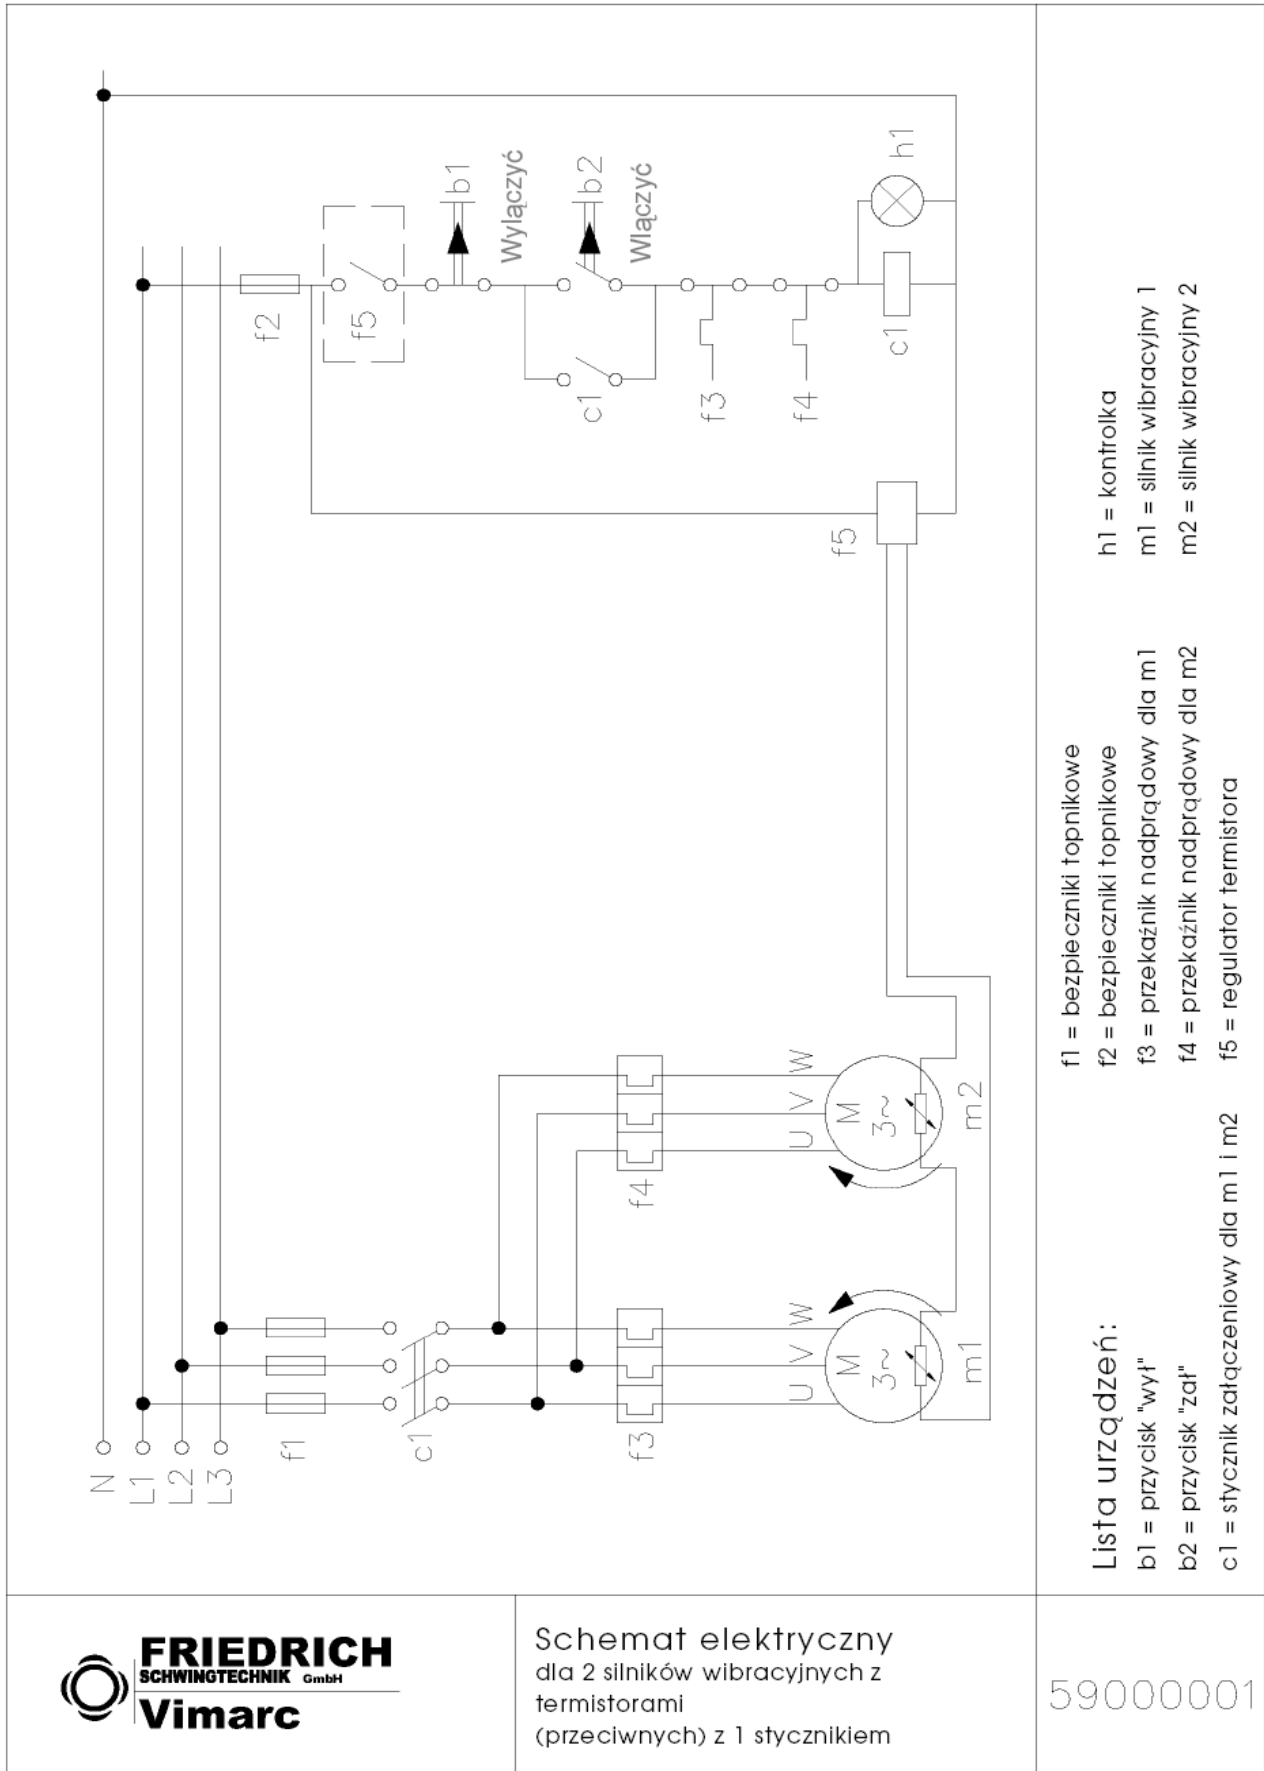 N
L1
L2
L3
f1
c1
f3
U V W
M
3~
m1
f4
U V W
M
3~
m2
f2
f5
b1
Wyląćzyć
c1
b2
Wląćzyć
f3
f4
c1
h1
f5
Lista urządzeń:
b1 = przycisk "wył"
b2 = przycisk "zał"
c1 = stycznik załączeniowy dla m1 i m2
f1 = bezpieczniki topnikowe
f2 = bezpieczniki topnikowe
f3 = przekaźnik nadprądowy dla m1
f4 = przekaźnik nadprądowy dla m2
f5 = regulator termistora
h1 = kontrolka
m1 = silnik wibracyjny 1
m2 = silnik wibracyjny 2
FRIEDRICH
SCHWINGTECHNIK GmbH
Vimarc
Schemat elektryczny
dla 2 silników wibracyjnych z
termistorami
(przeciwnych) z 1 stycznikiem
59000001